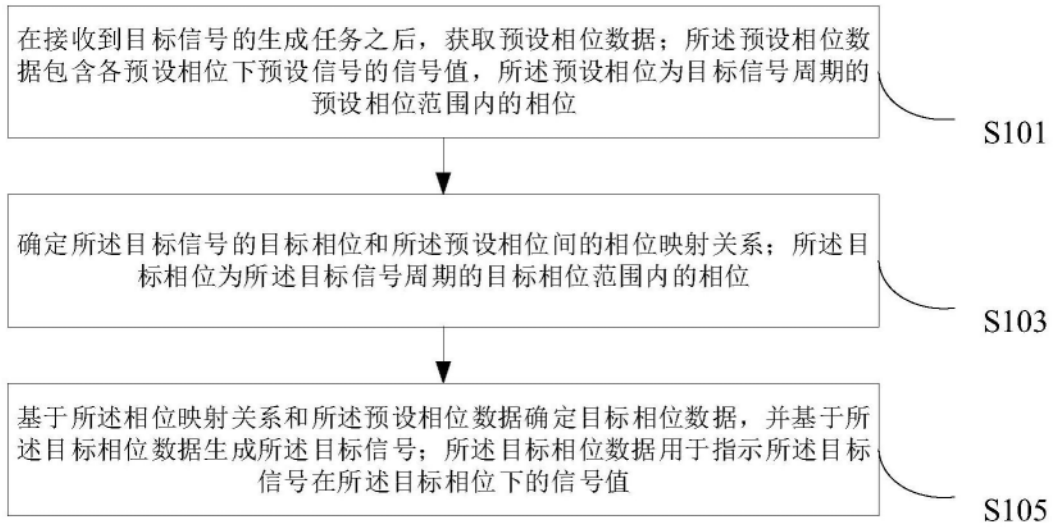 在接收到目标信号的生成任务之后，获取预设相位数据；所述预设相位数
据包含各预设相位下预设信号的信号值，所述预设相位为目标信号周期的
预设相位范围内的相位
S101
确定所述目标信号的目标相位和所述预设相位间的相位映射关系；所述目
标相位为所述目标信号周期的目标相位范围内的相位
S103
基于所述相位映射关系和所述预设相位数据确定目标相位数据，并基于所
述目标相位数据生成所述目标信号；所述目标相位数据用于指示所述目标
信号在所述目标相位下的信号值
S105